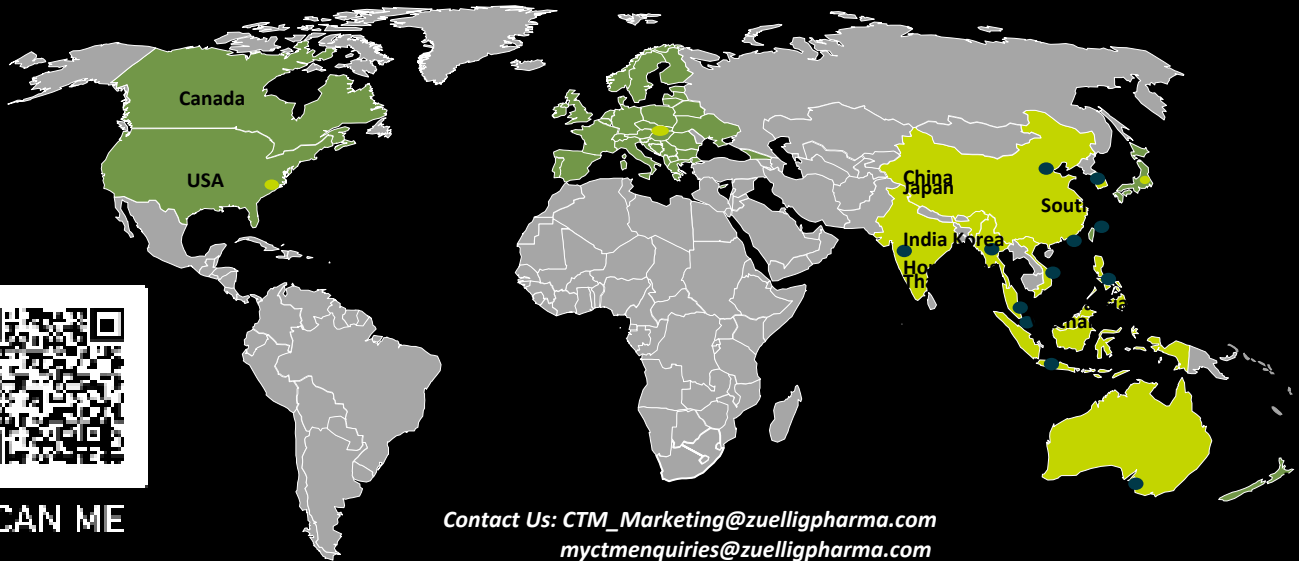 Canada
USA
China
Japan
South
India Korea
CAN ME
Contact Us: CTM_Marketing@zuelligpharma.com
myctmenquiries@zuelligpharma.com